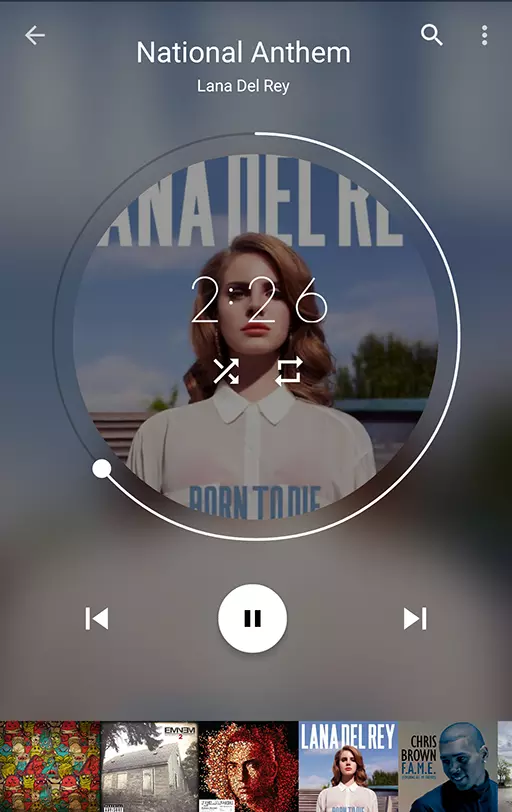 National Anthem
Lana Del Rey
ANA DEL RE
2:26
BORN TO DIE
EMINEM
2
LANA DEL REY
CHRIS
BROWN
F.A.M.E.